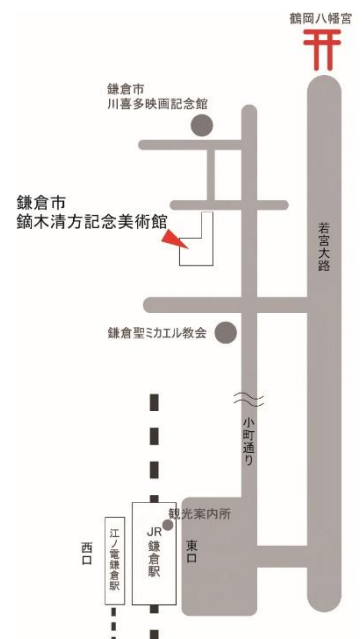 鶴岡八幡宮
鎌倉市
川喜多映画記念館
鎌倉市
鏑木清方記念美術館
若宮大路
鎌倉聖ミカエル教会
小町通り
観光案内所
JR
鎌倉駅
江ノ電鎌倉駅
西口
東口